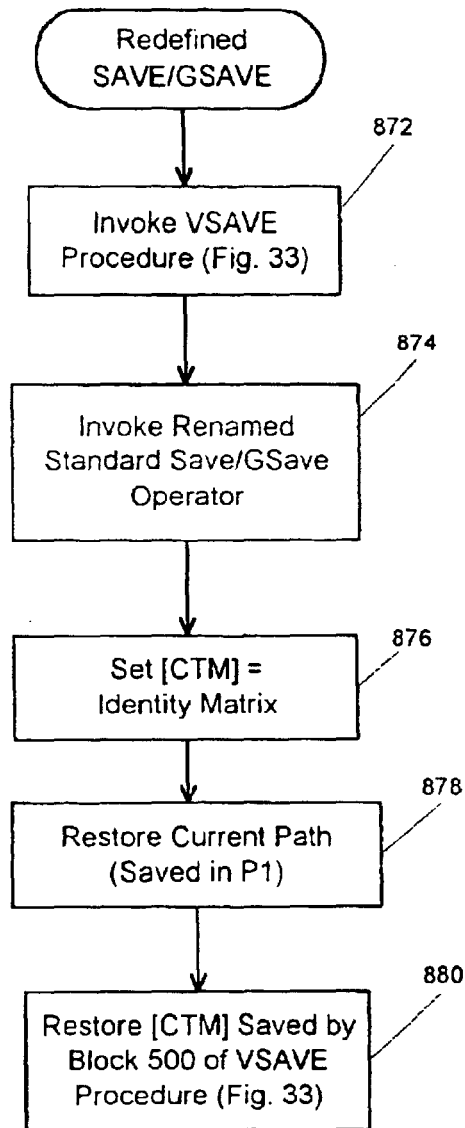 Redefined
SAVE/GSAVE
872
Invoke VSAVE
Procedure (Fig. 33)
874
Invoke Renamed
Standard Save/GSave
Operator
876
Set [CTM] =
Identity Matrix
878
Restore Current Path
(Saved in P1)
880
Restore [CTM] Saved by
Block 500 of VSAVE
Procedure (Fig. 33)